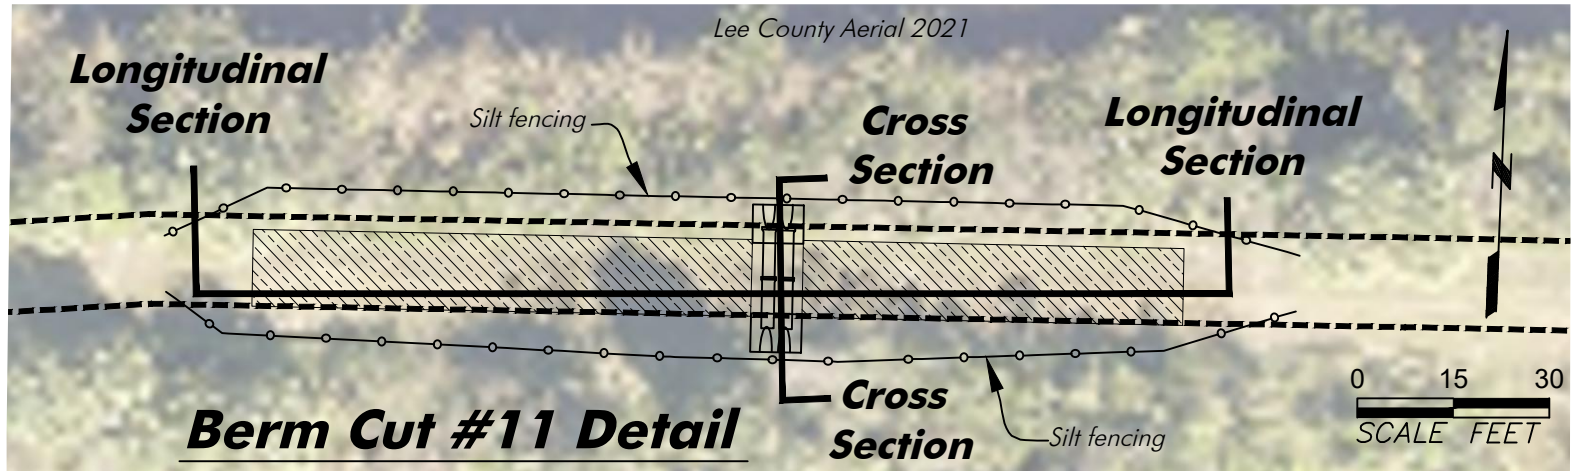 Lee County Aerial 2021
Longitudinal
Section
Silt fencing
Cross
Section
Longitudinal
Section
N
0 15 30
SCALE FEET
Cross
Section
Silt fencing
Berm Cut #11 Detail